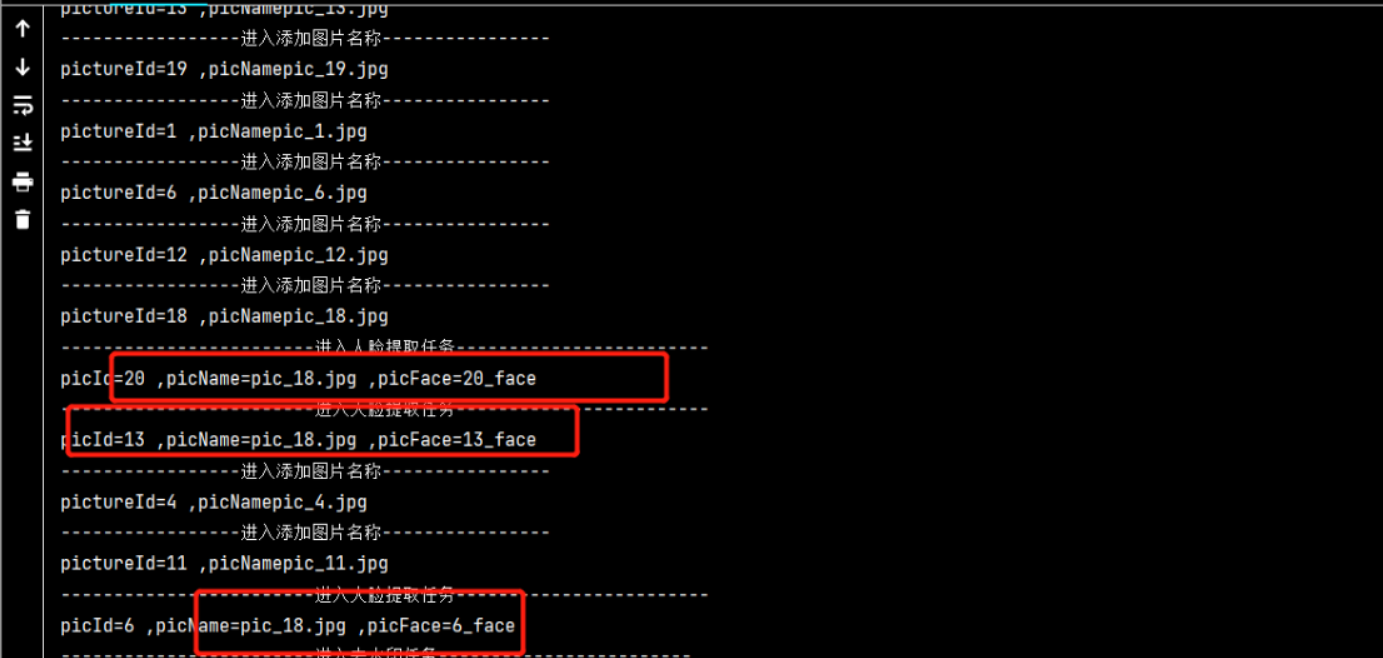 pictureId=13 ,picNamepic_13.jpg
-----------------进入添加图片名称----------------
pictureId=19 ,picNamepic_19.jpg
-----------------进入添加图片名称----------------
pictureId=1 ,picNamepic_1.jpg
-----------------进入添加图片名称----------------
pictureId=6 ,picNamepic_6.jpg
-----------------进入添加图片名称----------------
pictureId=12 ,picNamepic_12.jpg
-----------------进入添加图片名称----------------
pictureId=18 ,picNamepic_18.jpg
------------------------进入人脸提取任务------------------------
picId=20 ,picName=pic_18.jpg ,picFace=20_face
------------------------进入人脸提取任务------------------------
picId=13 ,picName=pic_18.jpg ,picFace=13_face
-----------------进入添加图片名称----------------
pictureId=4 ,picNamepic_4.jpg
-----------------进入添加图片名称----------------
pictureId=11 ,picNamepic_11.jpg
------------------------进入人脸提取任务------------------------
picId=6 ,picName=pic_18.jpg ,picFace=6_face
------------------------进入去水印任务------------------------